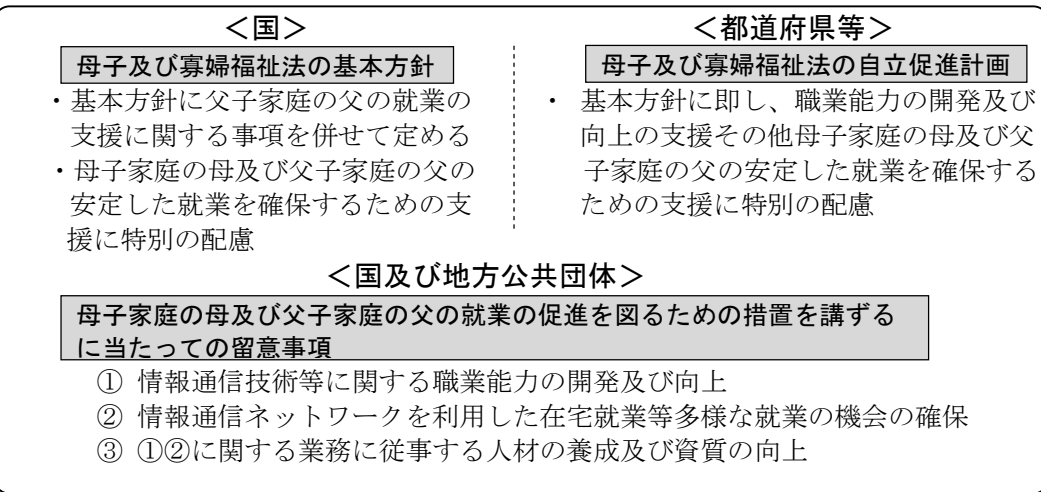 ＜国＞
母子及び寡婦福祉法の基本方針
・基本方針に父子家庭の父の就業の
支援に関する事項を併せて定める
・母子家庭の母及び父子家庭の父の
安定した就業を確保するための支
援に特別の配慮
＜都道府県等＞
母子及び寡婦福祉法の自立促進計画
・ 基本方針に即し、職業能力の開発及び
向上の支援その他母子家庭の母及び父
子家庭の父の安定した就業を確保する
ための支援に特別の配慮
＜国及び地方公共団体＞
母子家庭の母及び父子家庭の父の就業の促進を図るための措置を講ずる
に当たっての留意事項
① 情報通信技術等に関する職業能力の開発及び向上
② 情報通信ネットワークを利用した在宅就業等多様な就業の機会の確保
③ ①②に関する業務に従事する人材の養成及び資質の向上